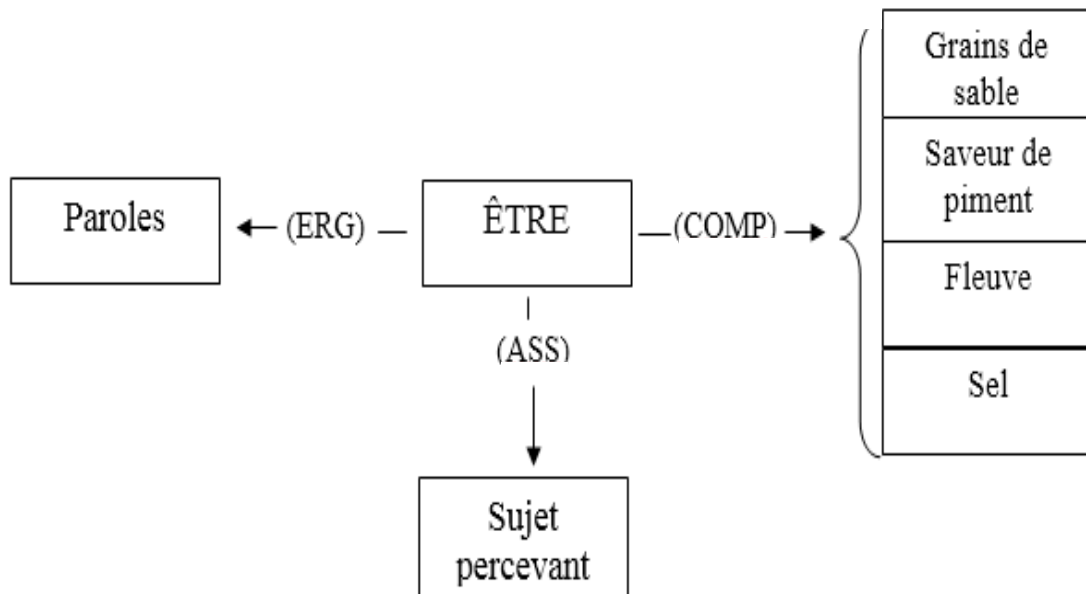 Grains de
sable
Saveur de
piment
Paroles
(ERG)
ÊTRE
(COMP)
Fleuve
(ASS)
Sel
Sujet
percevant